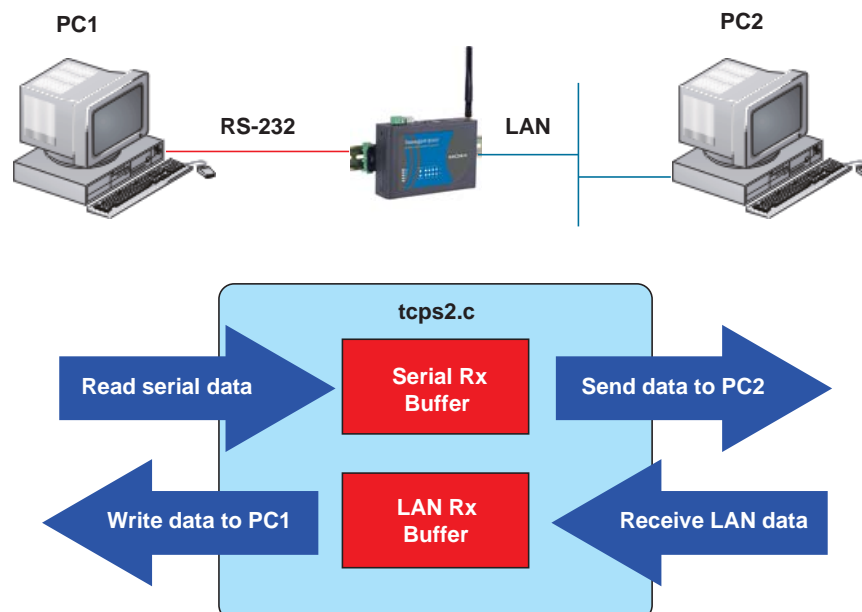 PC1
PC2
RS-232
LAN
tcps2.c
Read serial data
Serial Rx
Buffer
Send data to PC2
Write data to PC1
LAN Rx
Buffer
Receive LAN data